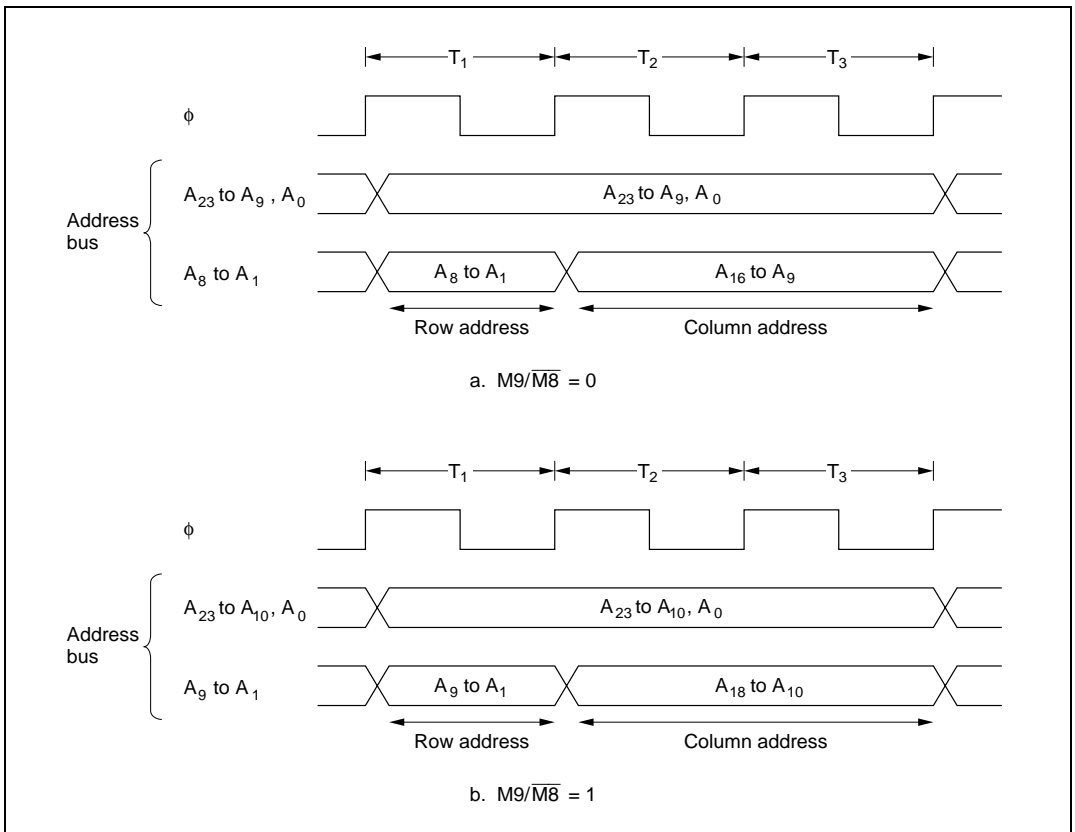 T₁ T₂ T₃
φ
Address bus
A₂₃ to A₉ , A₀
A₂₃ to A₉, A₀
A₈ to A₁
A₈ to A₁
A₁₆ to A₉
Row address
Column address
a. M9/M̅8̅ = 0
T₁ T₂ T₃
φ
Address bus
A₂₃ to A₁₀, A₀
A₂₃ to A₁₀, A₀
A₉ to A₁
A₉ to A₁
A₁₈ to A₁₀
Row address
Column address
b. M9/M̅8̅ = 1